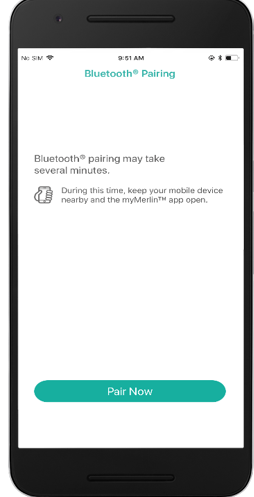 No SIM 9:51 AM
Bluetooth® Pairing
Bluetooth® pairing may take
several minutes.
During this time, keep your mobile device
nearby and the myMerlin™ app open.
Pair Now